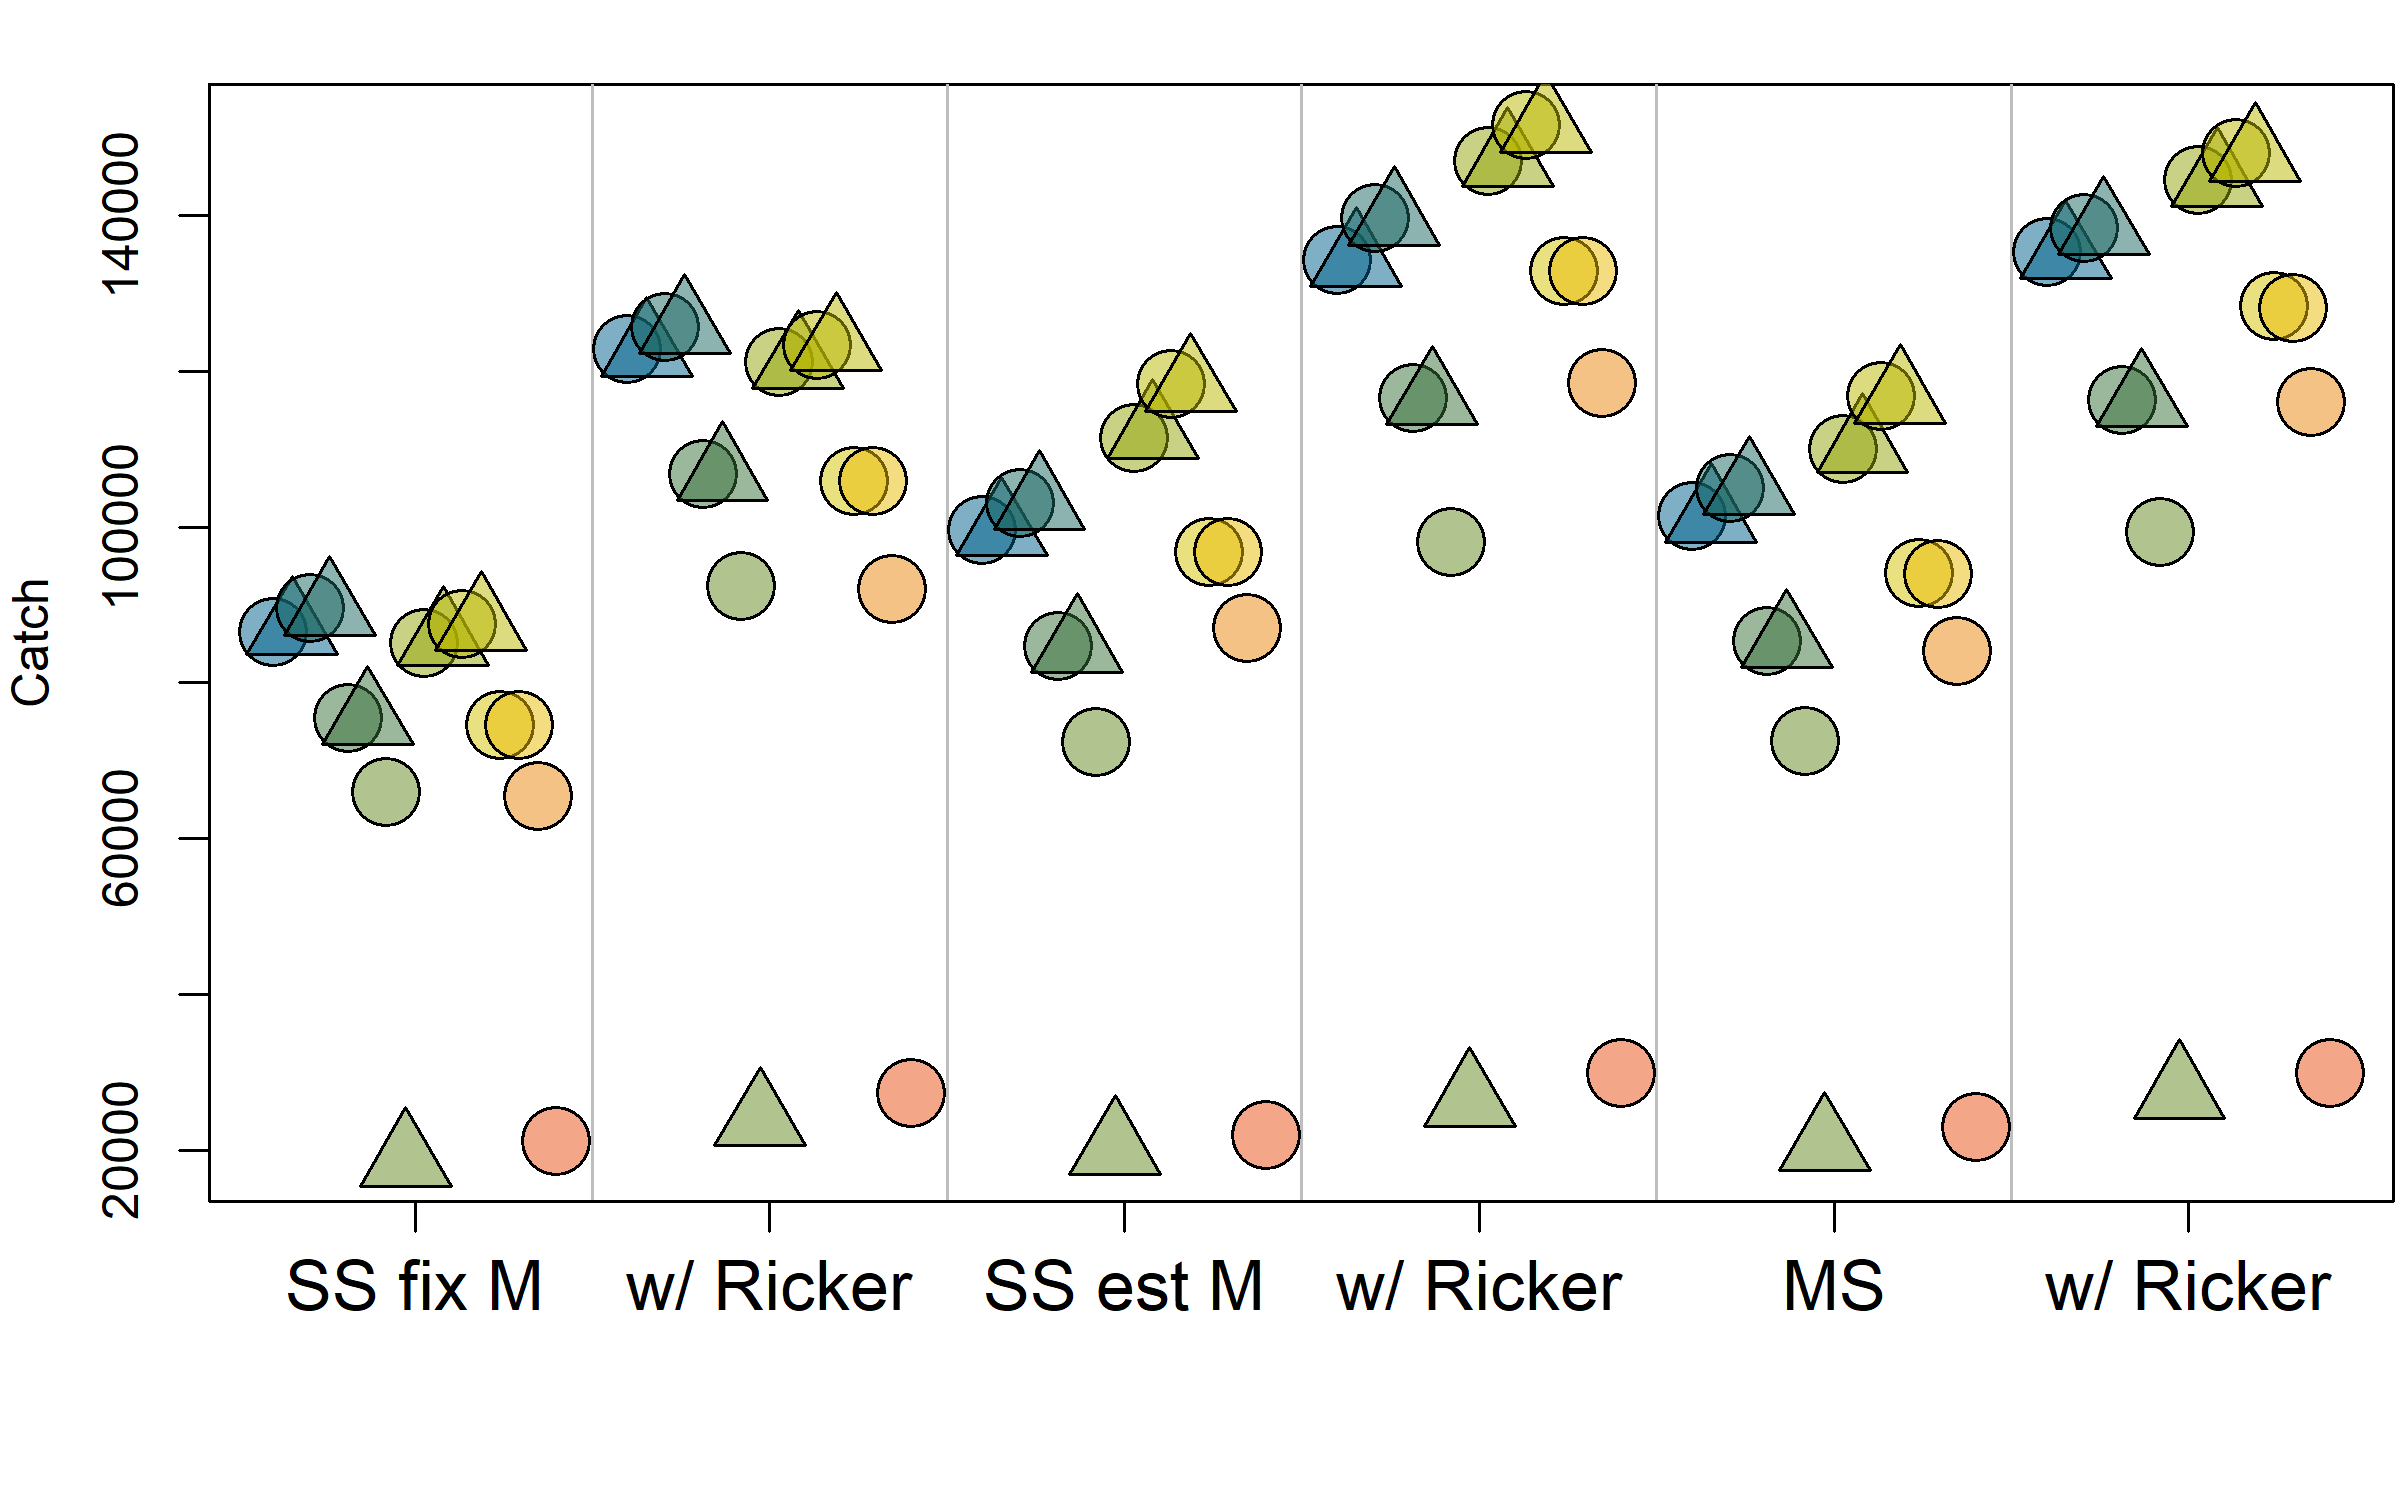 Catch
140000
100000
60000
20000
SS fix M
w/ Ricker
SS est M
w/ Ricker
MS
w/ Ricker